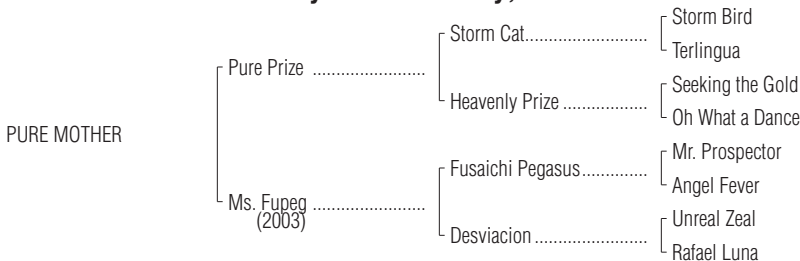 Storm Bird
Storm Cat..........................
Terlingua
Pure Prize ........................
Seeking the Gold
Heavenly Prize ..................
Oh What a Dance
PURE MOTHER
Mr. Prospector
Fusaichi Pegasus..............
Angel Fever
Ms. Fupeg ........................
(2003)
Unreal Zeal
Desviacion ........................
Rafael Luna